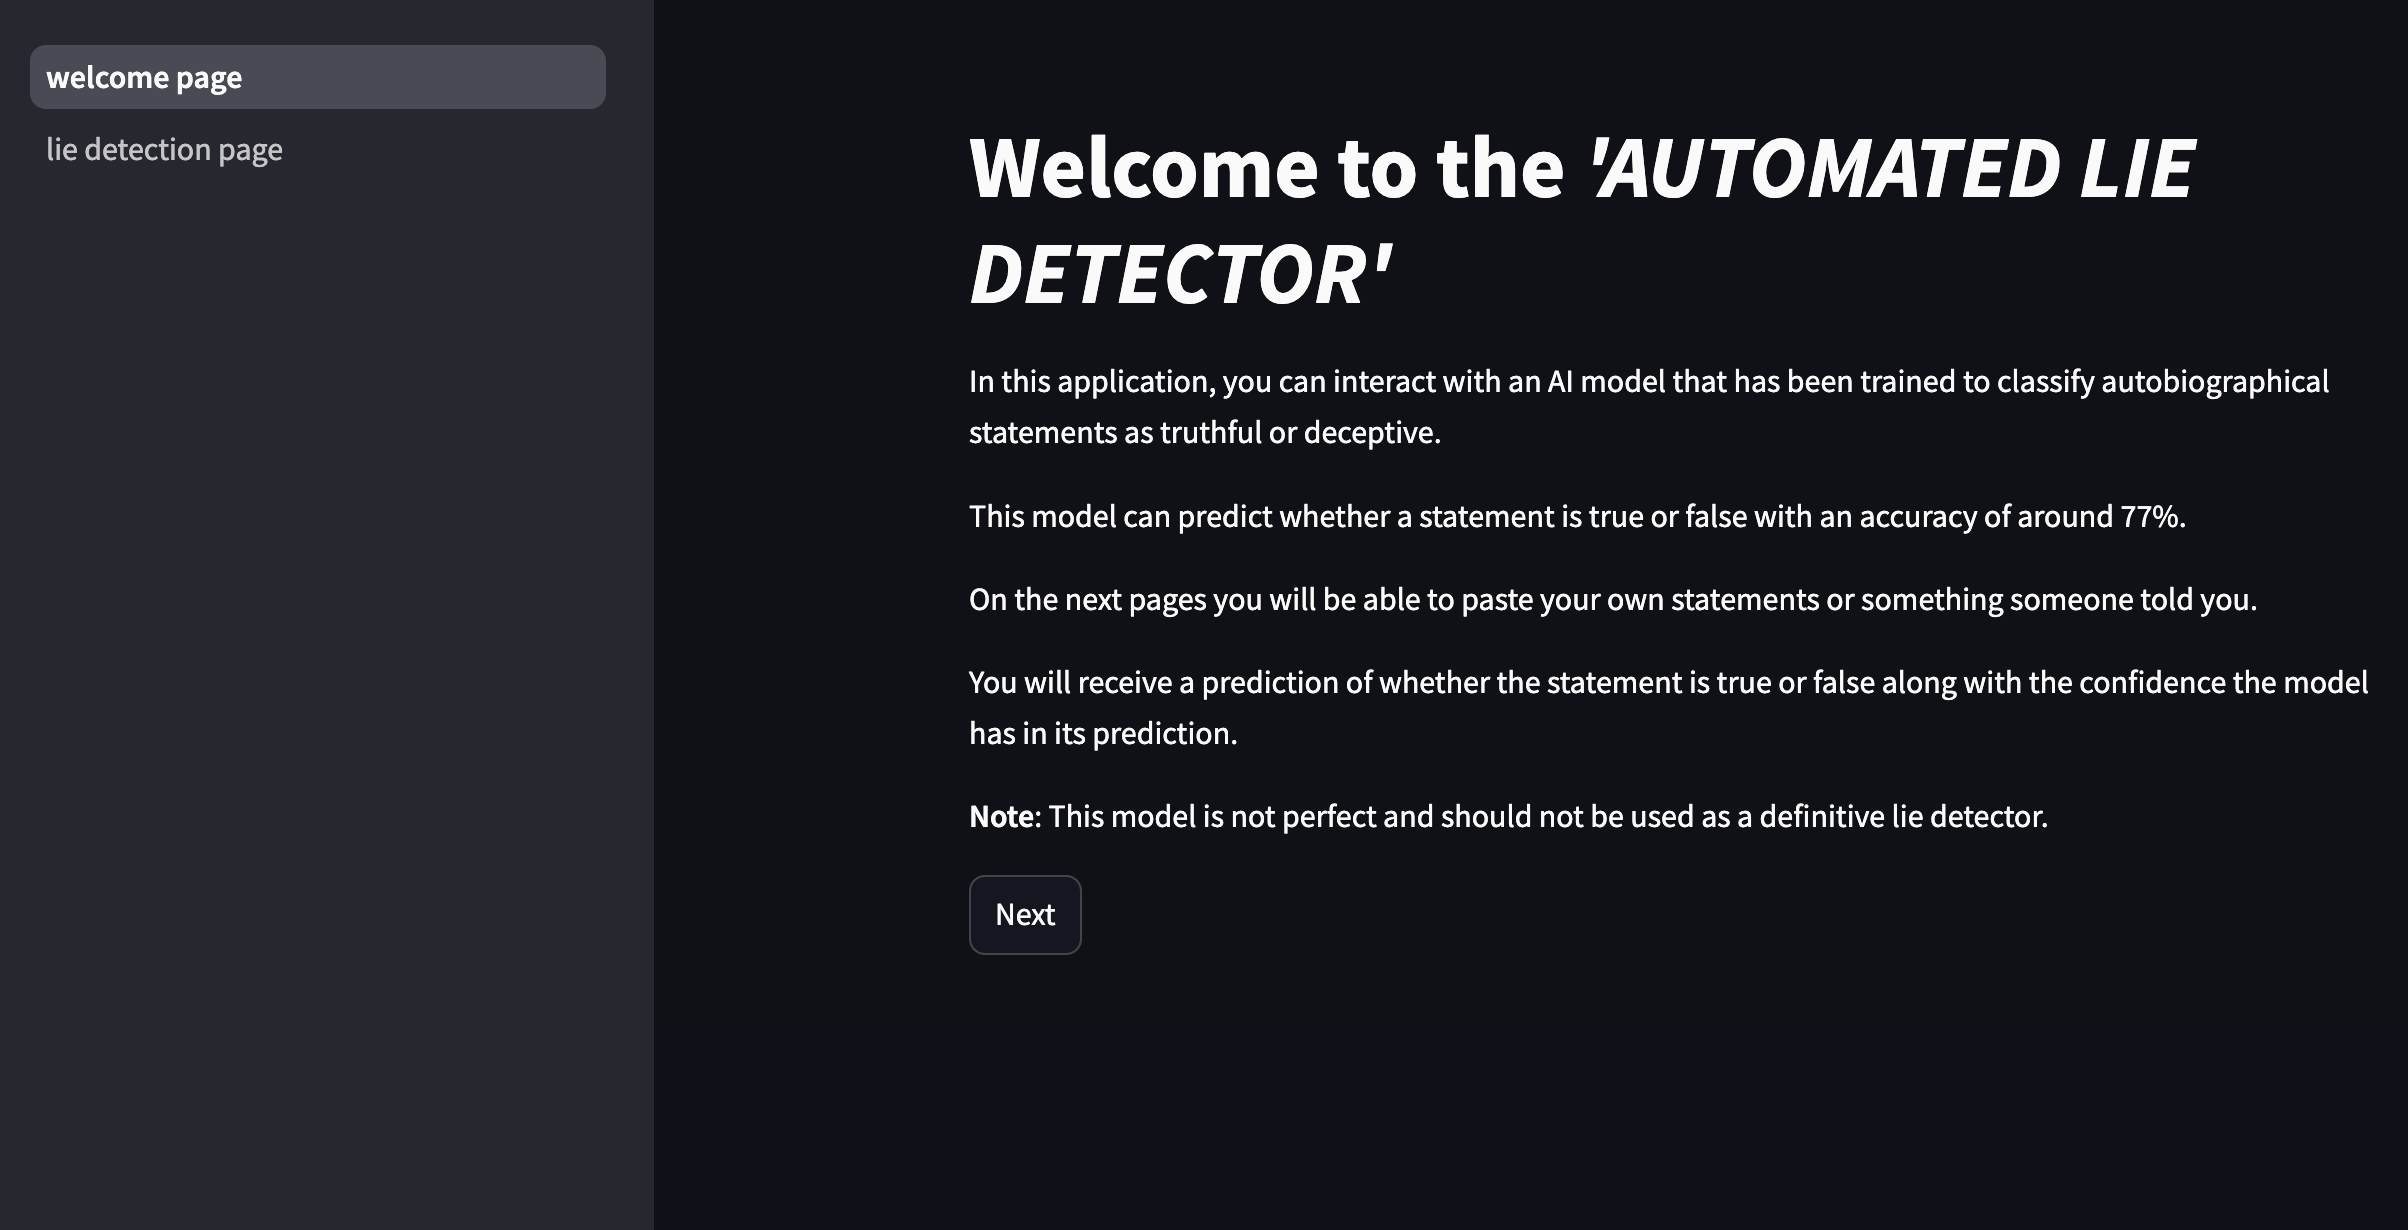 welcome page
lie detection page
Welcome to the 'AUTOMATED LIE
DETECTOR'
In this application, you can interact with an AI model that has been trained to classify autobiographical
statements as truthful or deceptive.
This model can predict whether a statement is true or false with an accuracy of around 77%.
On the next pages you will be able to paste your own statements or something someone told you.
You will receive a prediction of whether the statement is true or false along with the confidence the model
has in its prediction.
Note: This model is not perfect and should not be used as a definitive lie detector.
Next